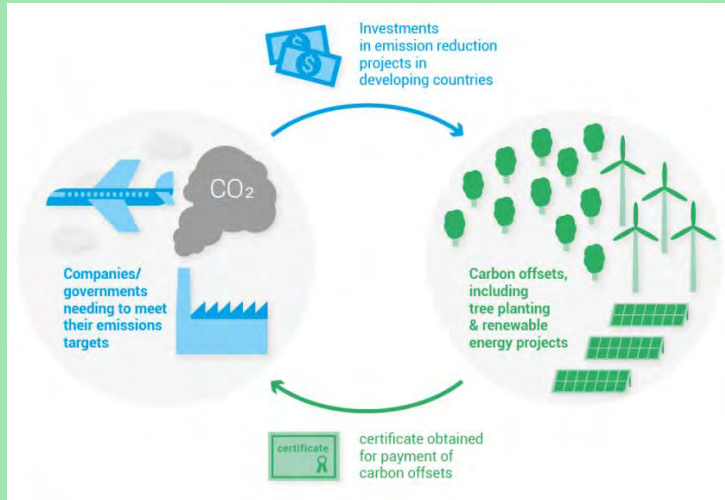 Investments
in emission reduction
projects in
developing countries
$
$
CO₂
Companies/
governments
needing to meet
their emissions
targets
Carbon offsets,
including
tree planting
& renewable
energy projects
certificate
certificate obtained
for payment of
carbon offsets